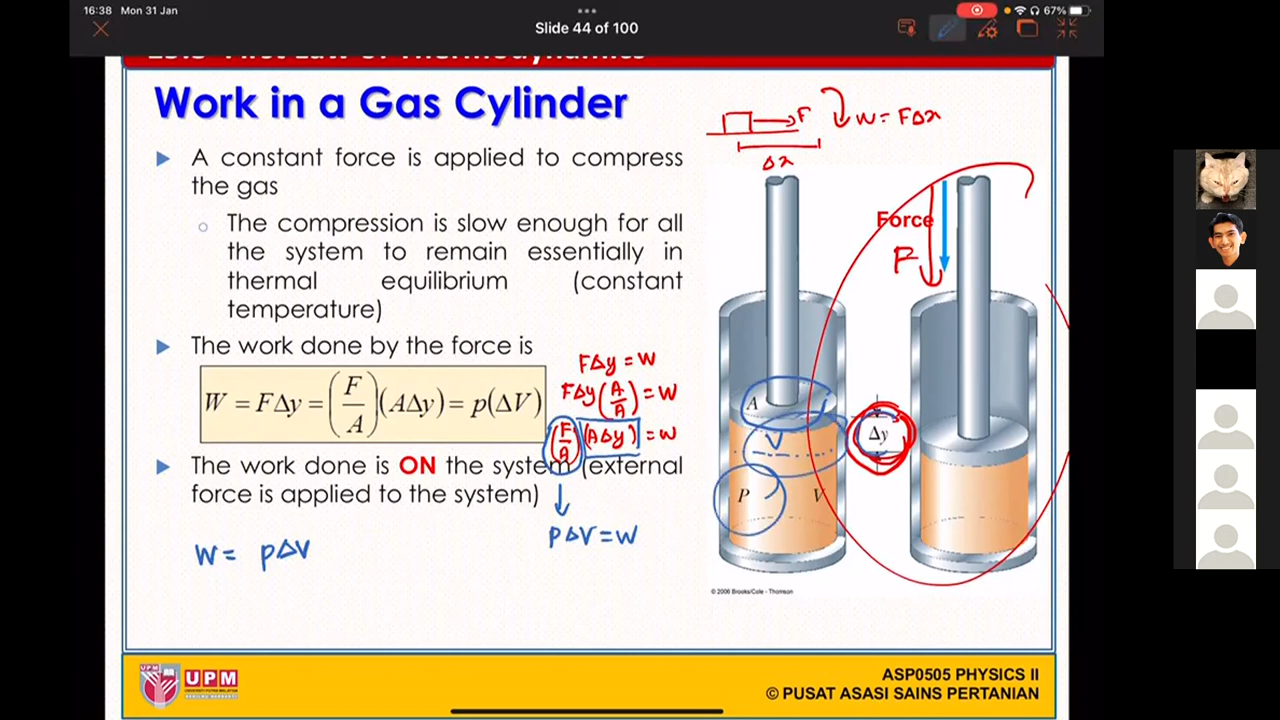 16:38 Mon 31 Jan
67%
Slide 44 of 100
First Law of Thermodynamics
Work in a Gas Cylinder
A constant force is applied to compress
the gas
The compression is slow enough for all
the system to remain essentially in
thermal equilibrium (constant
temperature)
The work done by the force is
W = FΔy = (F/A)(AΔy) = p(ΔV)
The work done is ON the system (external
force is applied to the system)
W = pΔV
FΔy = W
FΔy(A/A) = W
(F/A)(AΔy) = W
PΔV = W
F
W = FΔx
Δx
Force
F
A
V
Δy
P
V
© 2006 Brooks/Cole - Thomson
UPM
ASP0505 PHYSICS II
© PUSAT ASASI SAINS PERTANIAN